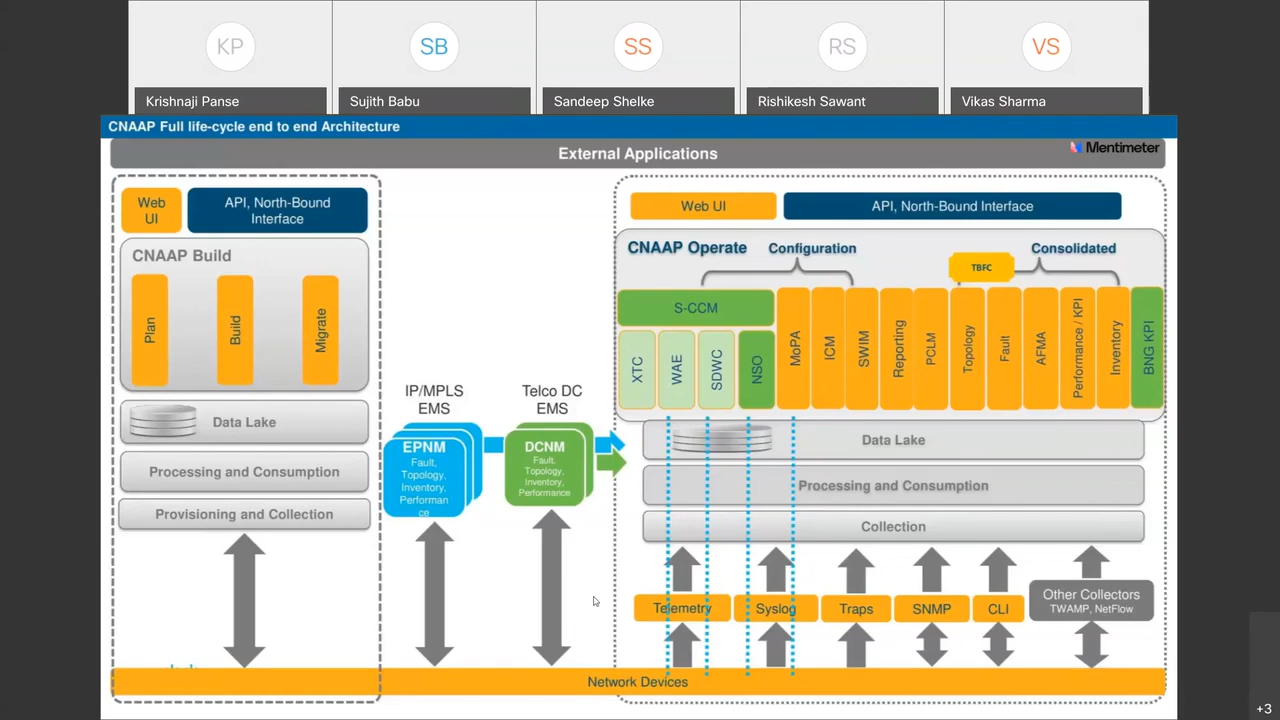 KP
SB
SS
RS
VS
Krishnaji Panse
Sujith Babu
Sandeep Shelke
Rishikesh Sawant
Vikas Sharma
CNAAP Full life-cycle end to end Architecture
External Applications
Mentimeter
Web
UI
API, North-Bound
Interface
CNAAP Build
Plan
Build
Migrate
Data Lake
Processing and Consumption
Provisioning and Collection
IP/MPLS
EMS
EPNM
Fault,
Topology,
Inventory,
Performan
ce
Telco DC
EMS
DCNM
Fault,
Topology,
Inventory,
Performance
Web UI
API, North-Bound Interface
CNAAP Operate
Configuration
Consolidated
TBFC
S-CCM
XTC
WAE
SDWC
NSO
MoPA
ICM
SWIM
Reporting
PCLM
Topology
Fault
AFMA
Performance / KPI
Inventory
BNG KPI
Data Lake
Processing and Consumption
Collection
Telemetry
Syslog
Traps
SNMP
CLI
Other Collectors
TWAMP, NetFlow
Network Devices
+3